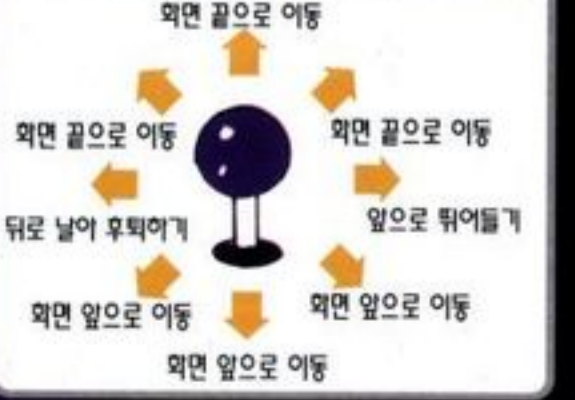 화면 끝으로 이동
화면 끝으로 이동
화면 끝으로 이동
뒤로 날아 후퇴하기
앞으로 뛰어들기
화면 앞으로 이동
화면 앞으로 이동
화면 앞으로 이동